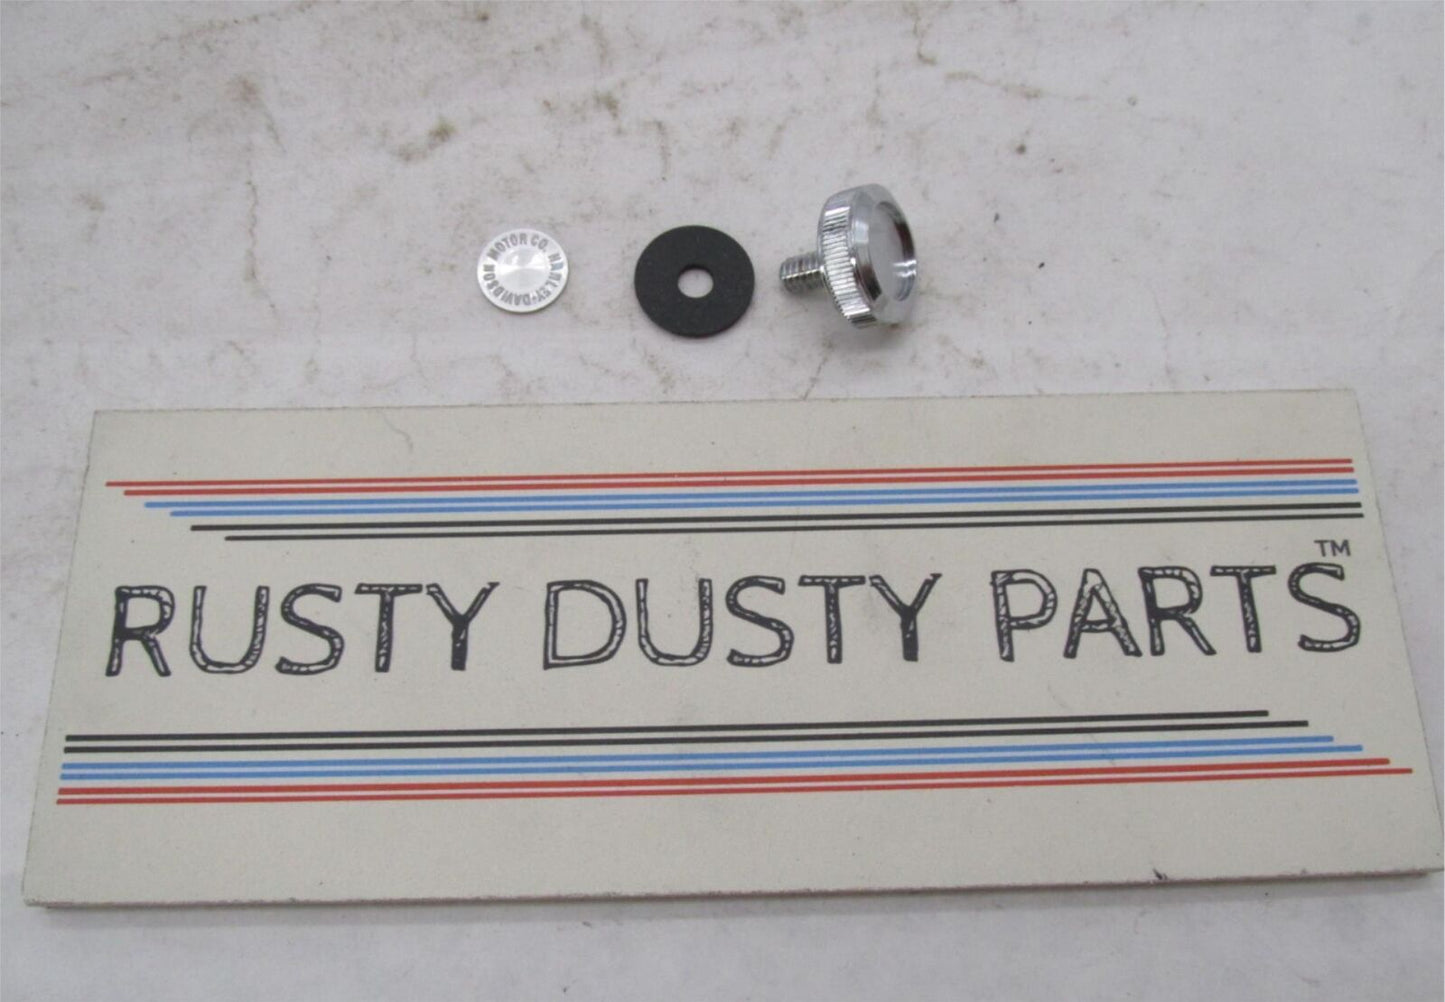 MOTOR CO. HARLEY-DAVIDSON
RUSTY DUSTY PARTS™